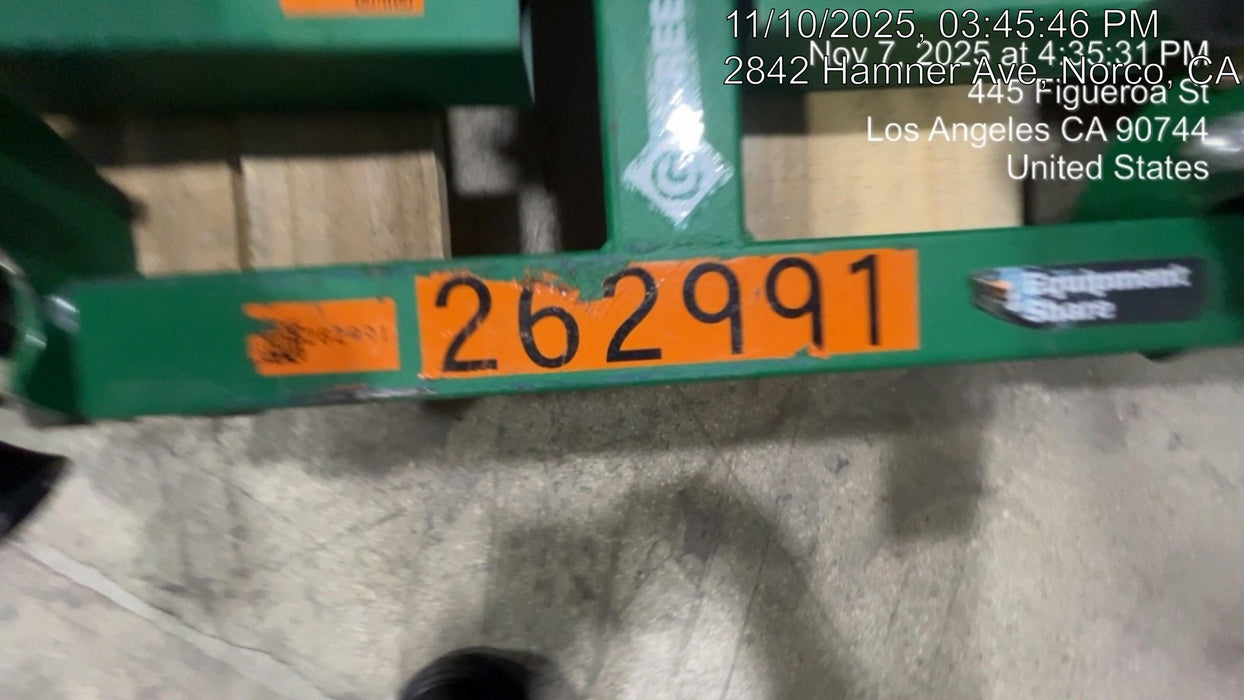 11/10/2025, 03:45:46 PM
Nov 7, 2025 at 4:35:31 PM
2842 Hamner Ave, Norco, CA
445 Figueroa St
Los Angeles CA 90744
United States
262991
Equipment
Share